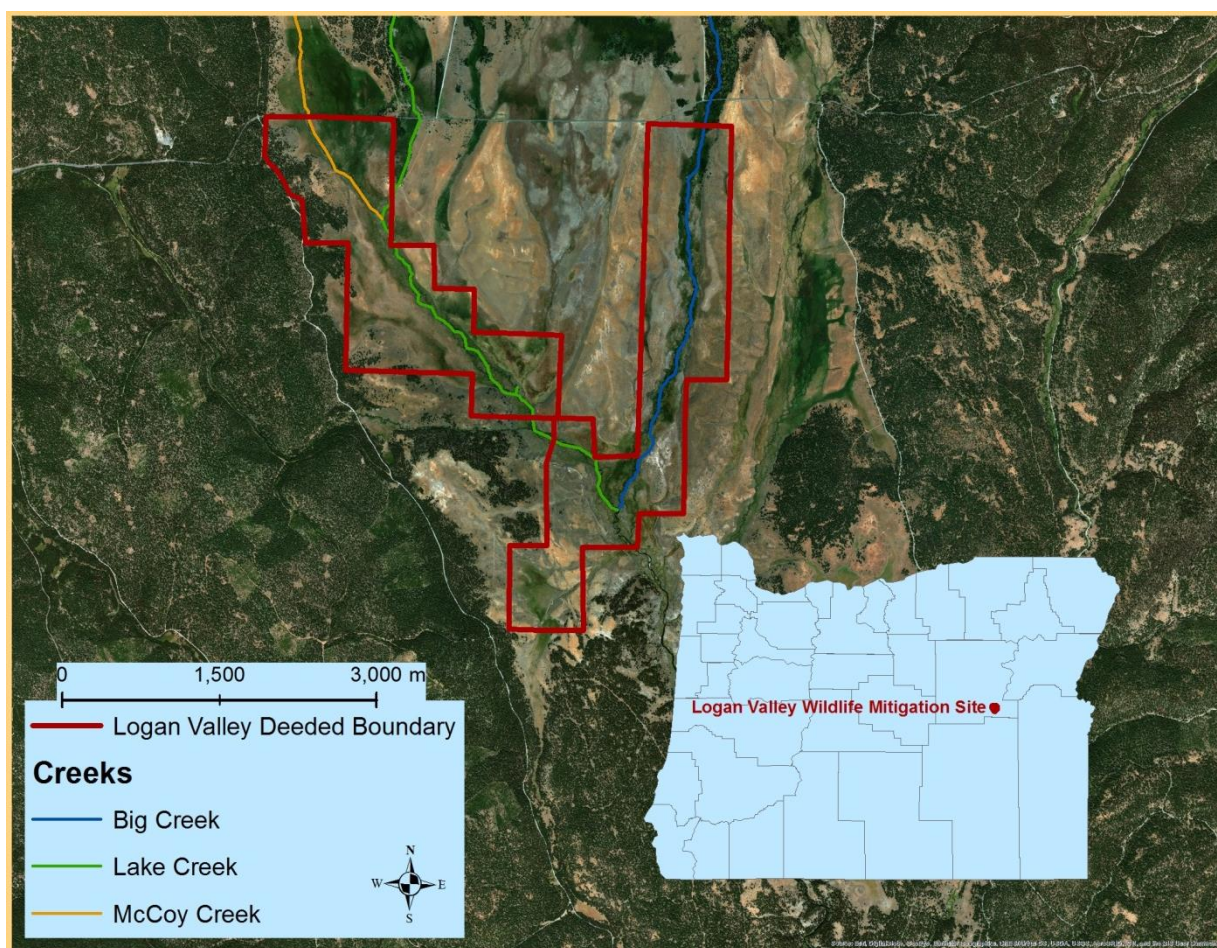 0 1,500 3,000 m
Logan Valley Deeded Boundary
Creeks
Big Creek
Lake Creek
McCoy Creek
N
W E
S
Logan Valley Wildlife Mitigation Site